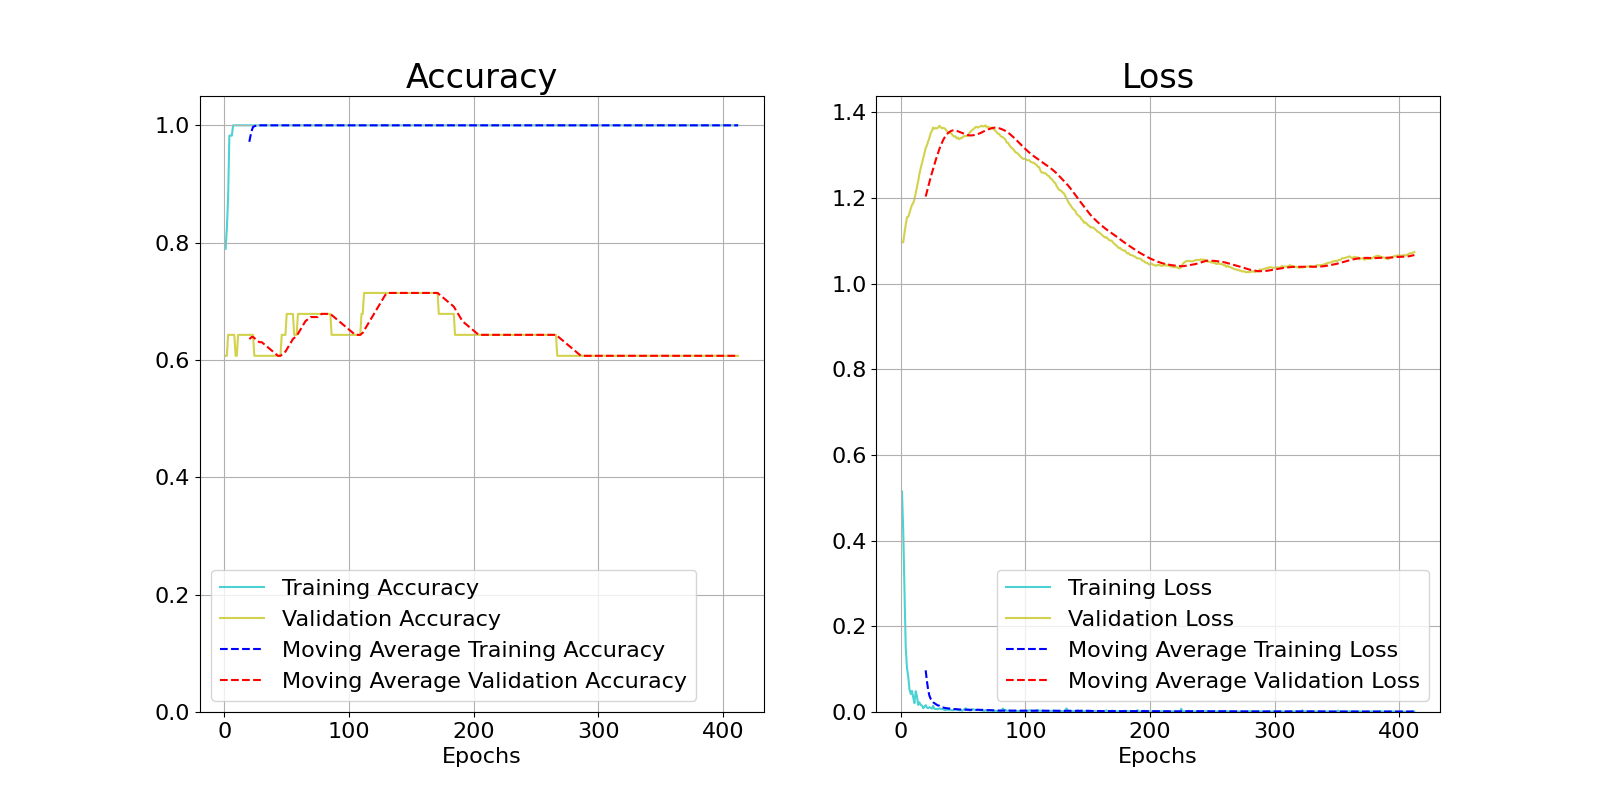 Accuracy
1.0
0.8
0.6
0.4
0.2
0.0
Training Accuracy
Validation Accuracy
Moving Average Training Accuracy
Moving Average Validation Accuracy
0 100 200 300 400
Epochs
Loss
1.4
1.2
1.0
0.8
0.6
0.4
0.2
0.0
Training Loss
Validation Loss
Moving Average Training Loss
Moving Average Validation Loss
0 100 200 300 400
Epochs